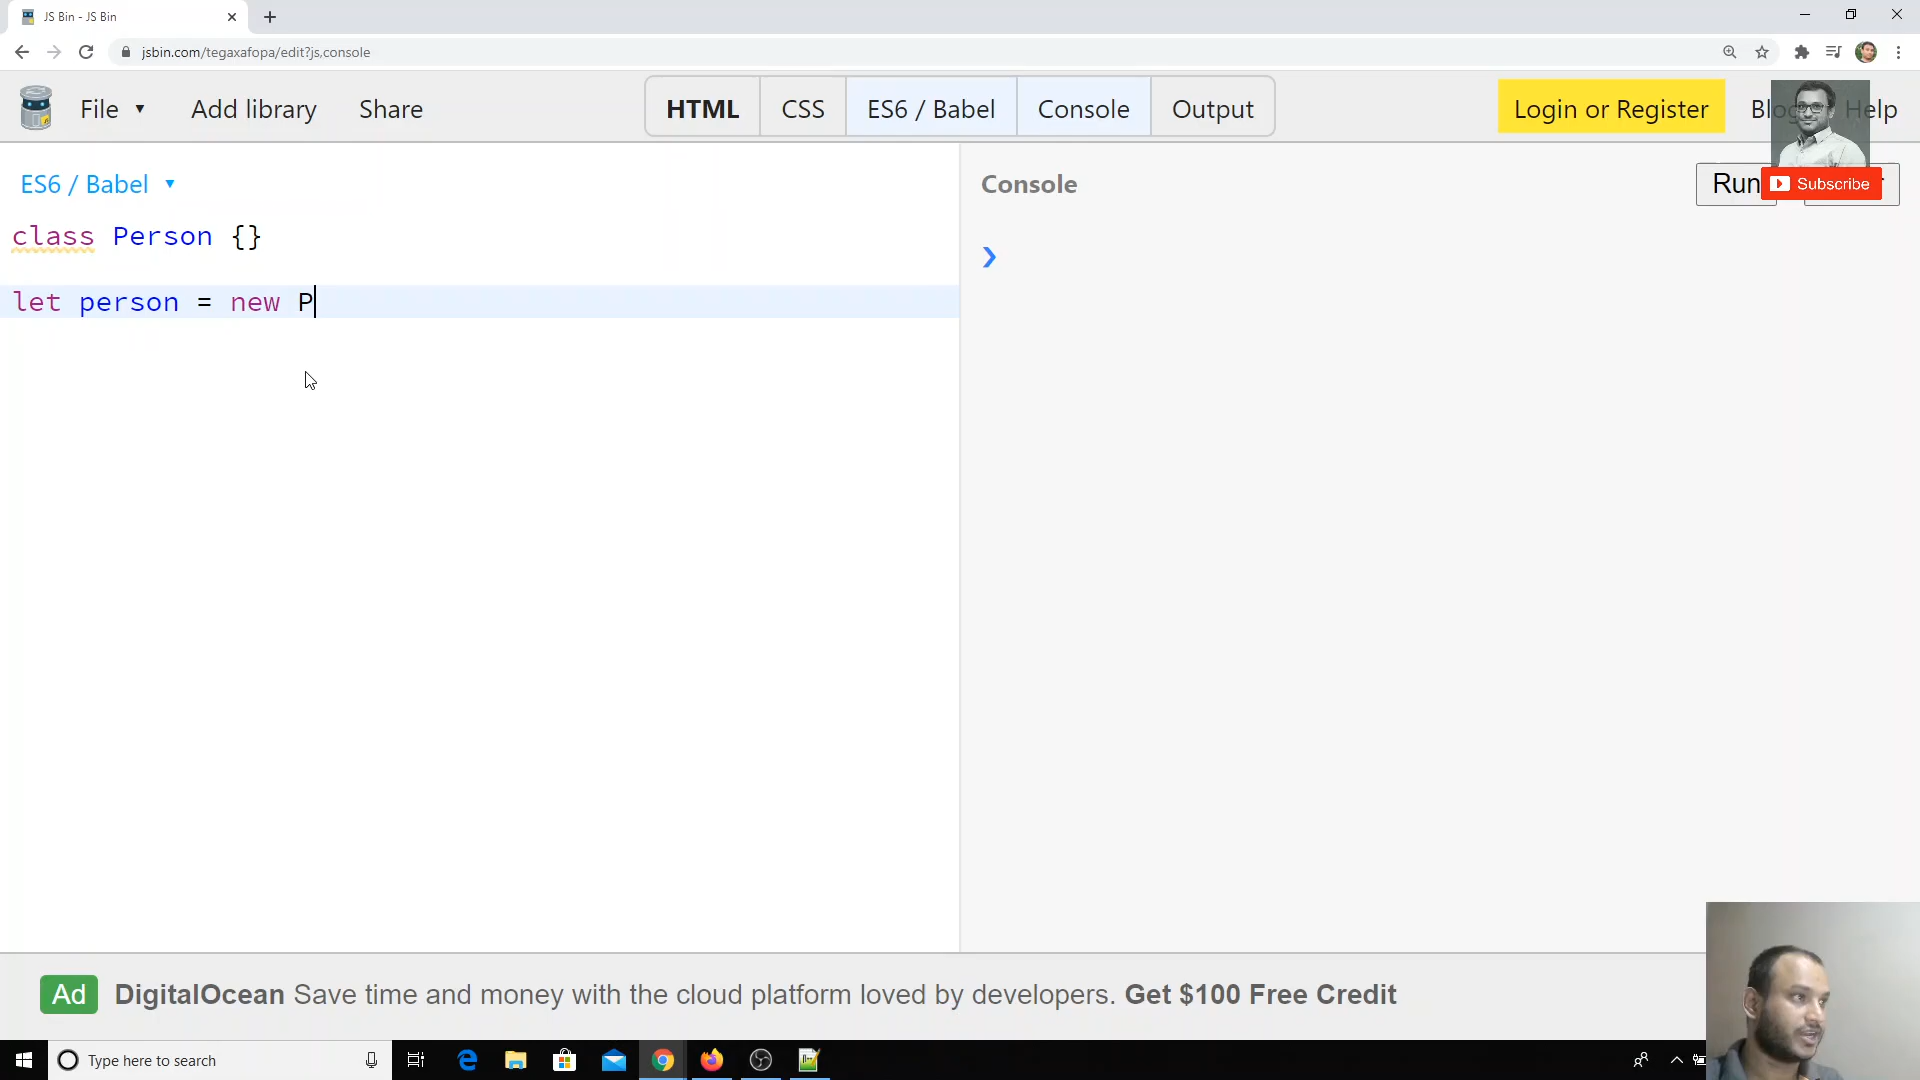 JS Bin - JS Bin
jsbin.com/tegaxafopa/edit?js,console
File
Add library
Share
HTML
CSS
ES6 / Babel
Console
Output
Login or Register
Help
ES6 / Babel
Console
Run
Subscribe
class Person {}
let person = new P
Ad
DigitalOcean Save time and money with the cloud platform loved by developers. Get $100 Free Credit
Type here to search